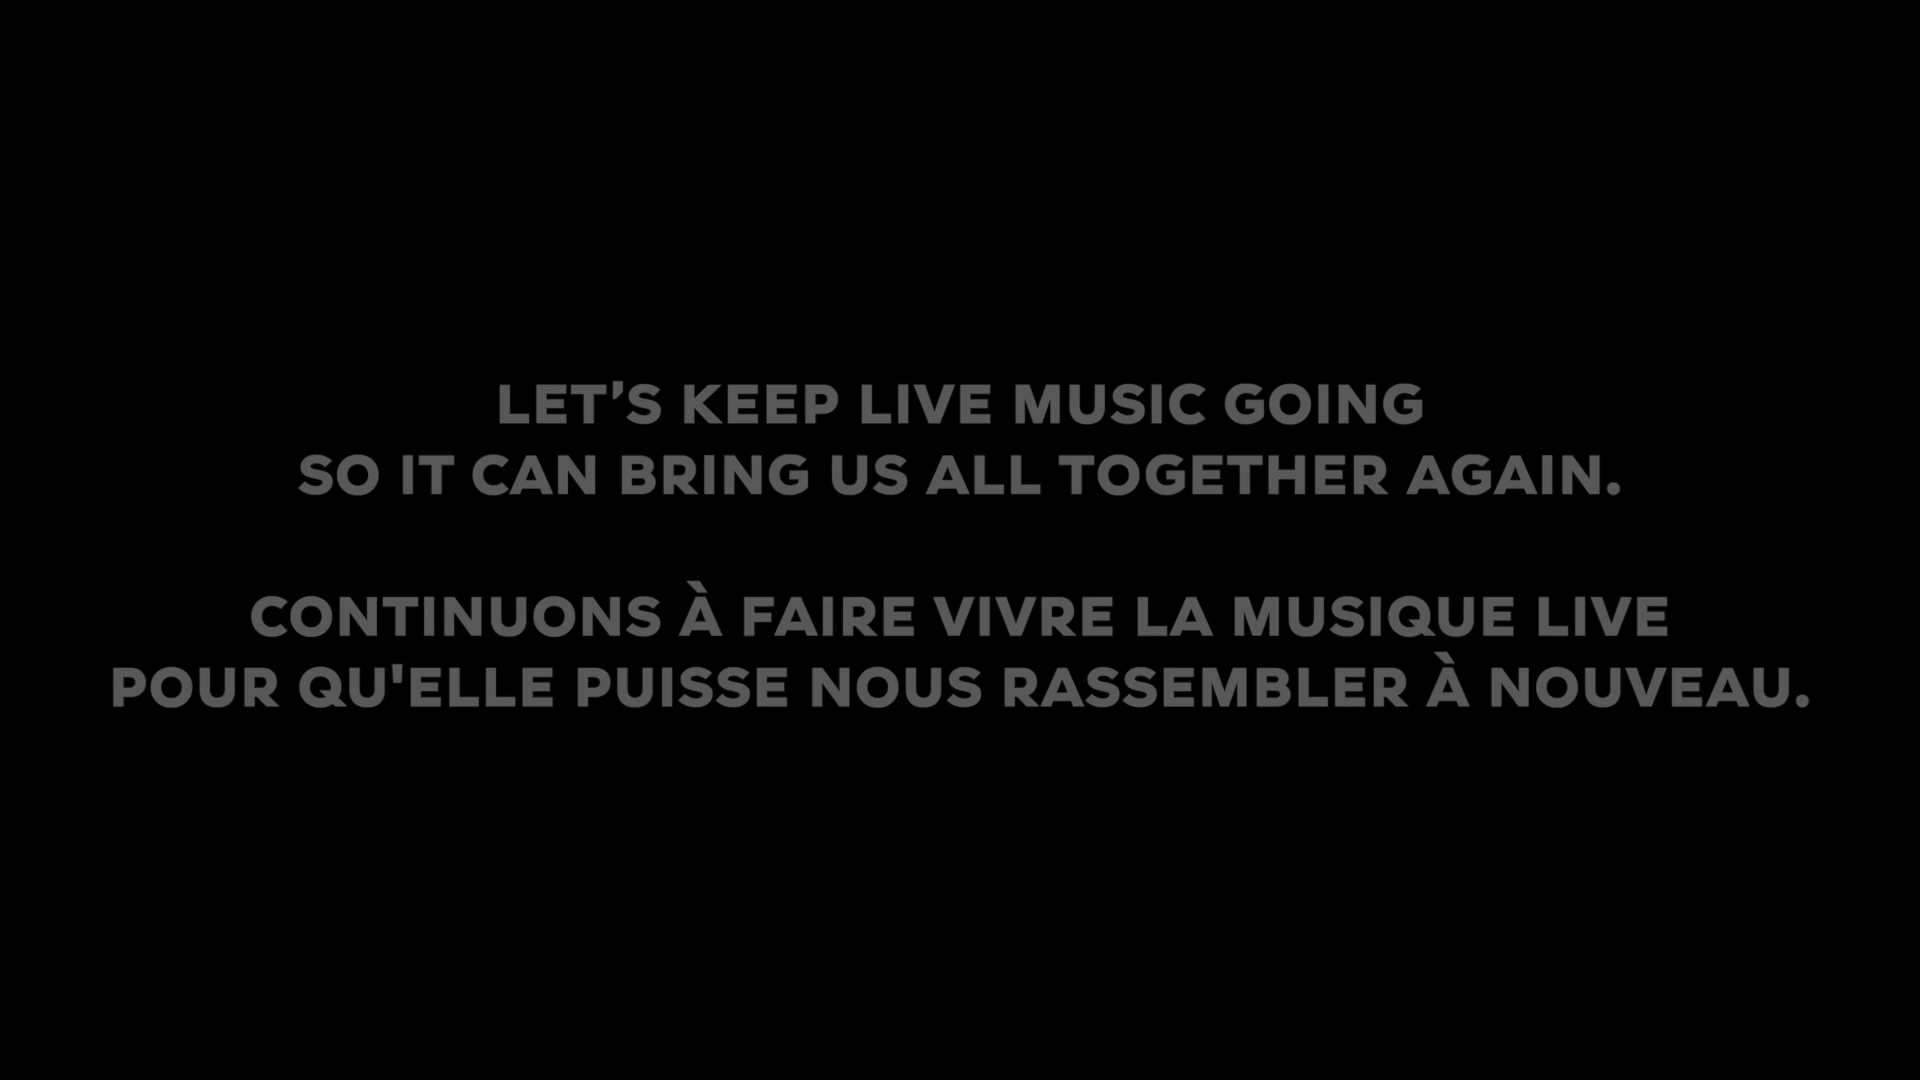 LET’S KEEP LIVE MUSIC GOING
SO IT CAN BRING US ALL TOGETHER AGAIN.
CONTINUONS À FAIRE VIVRE LA MUSIQUE LIVE
POUR QU'ELLE PUISSE NOUS RASSEMBLER À NOUVEAU.